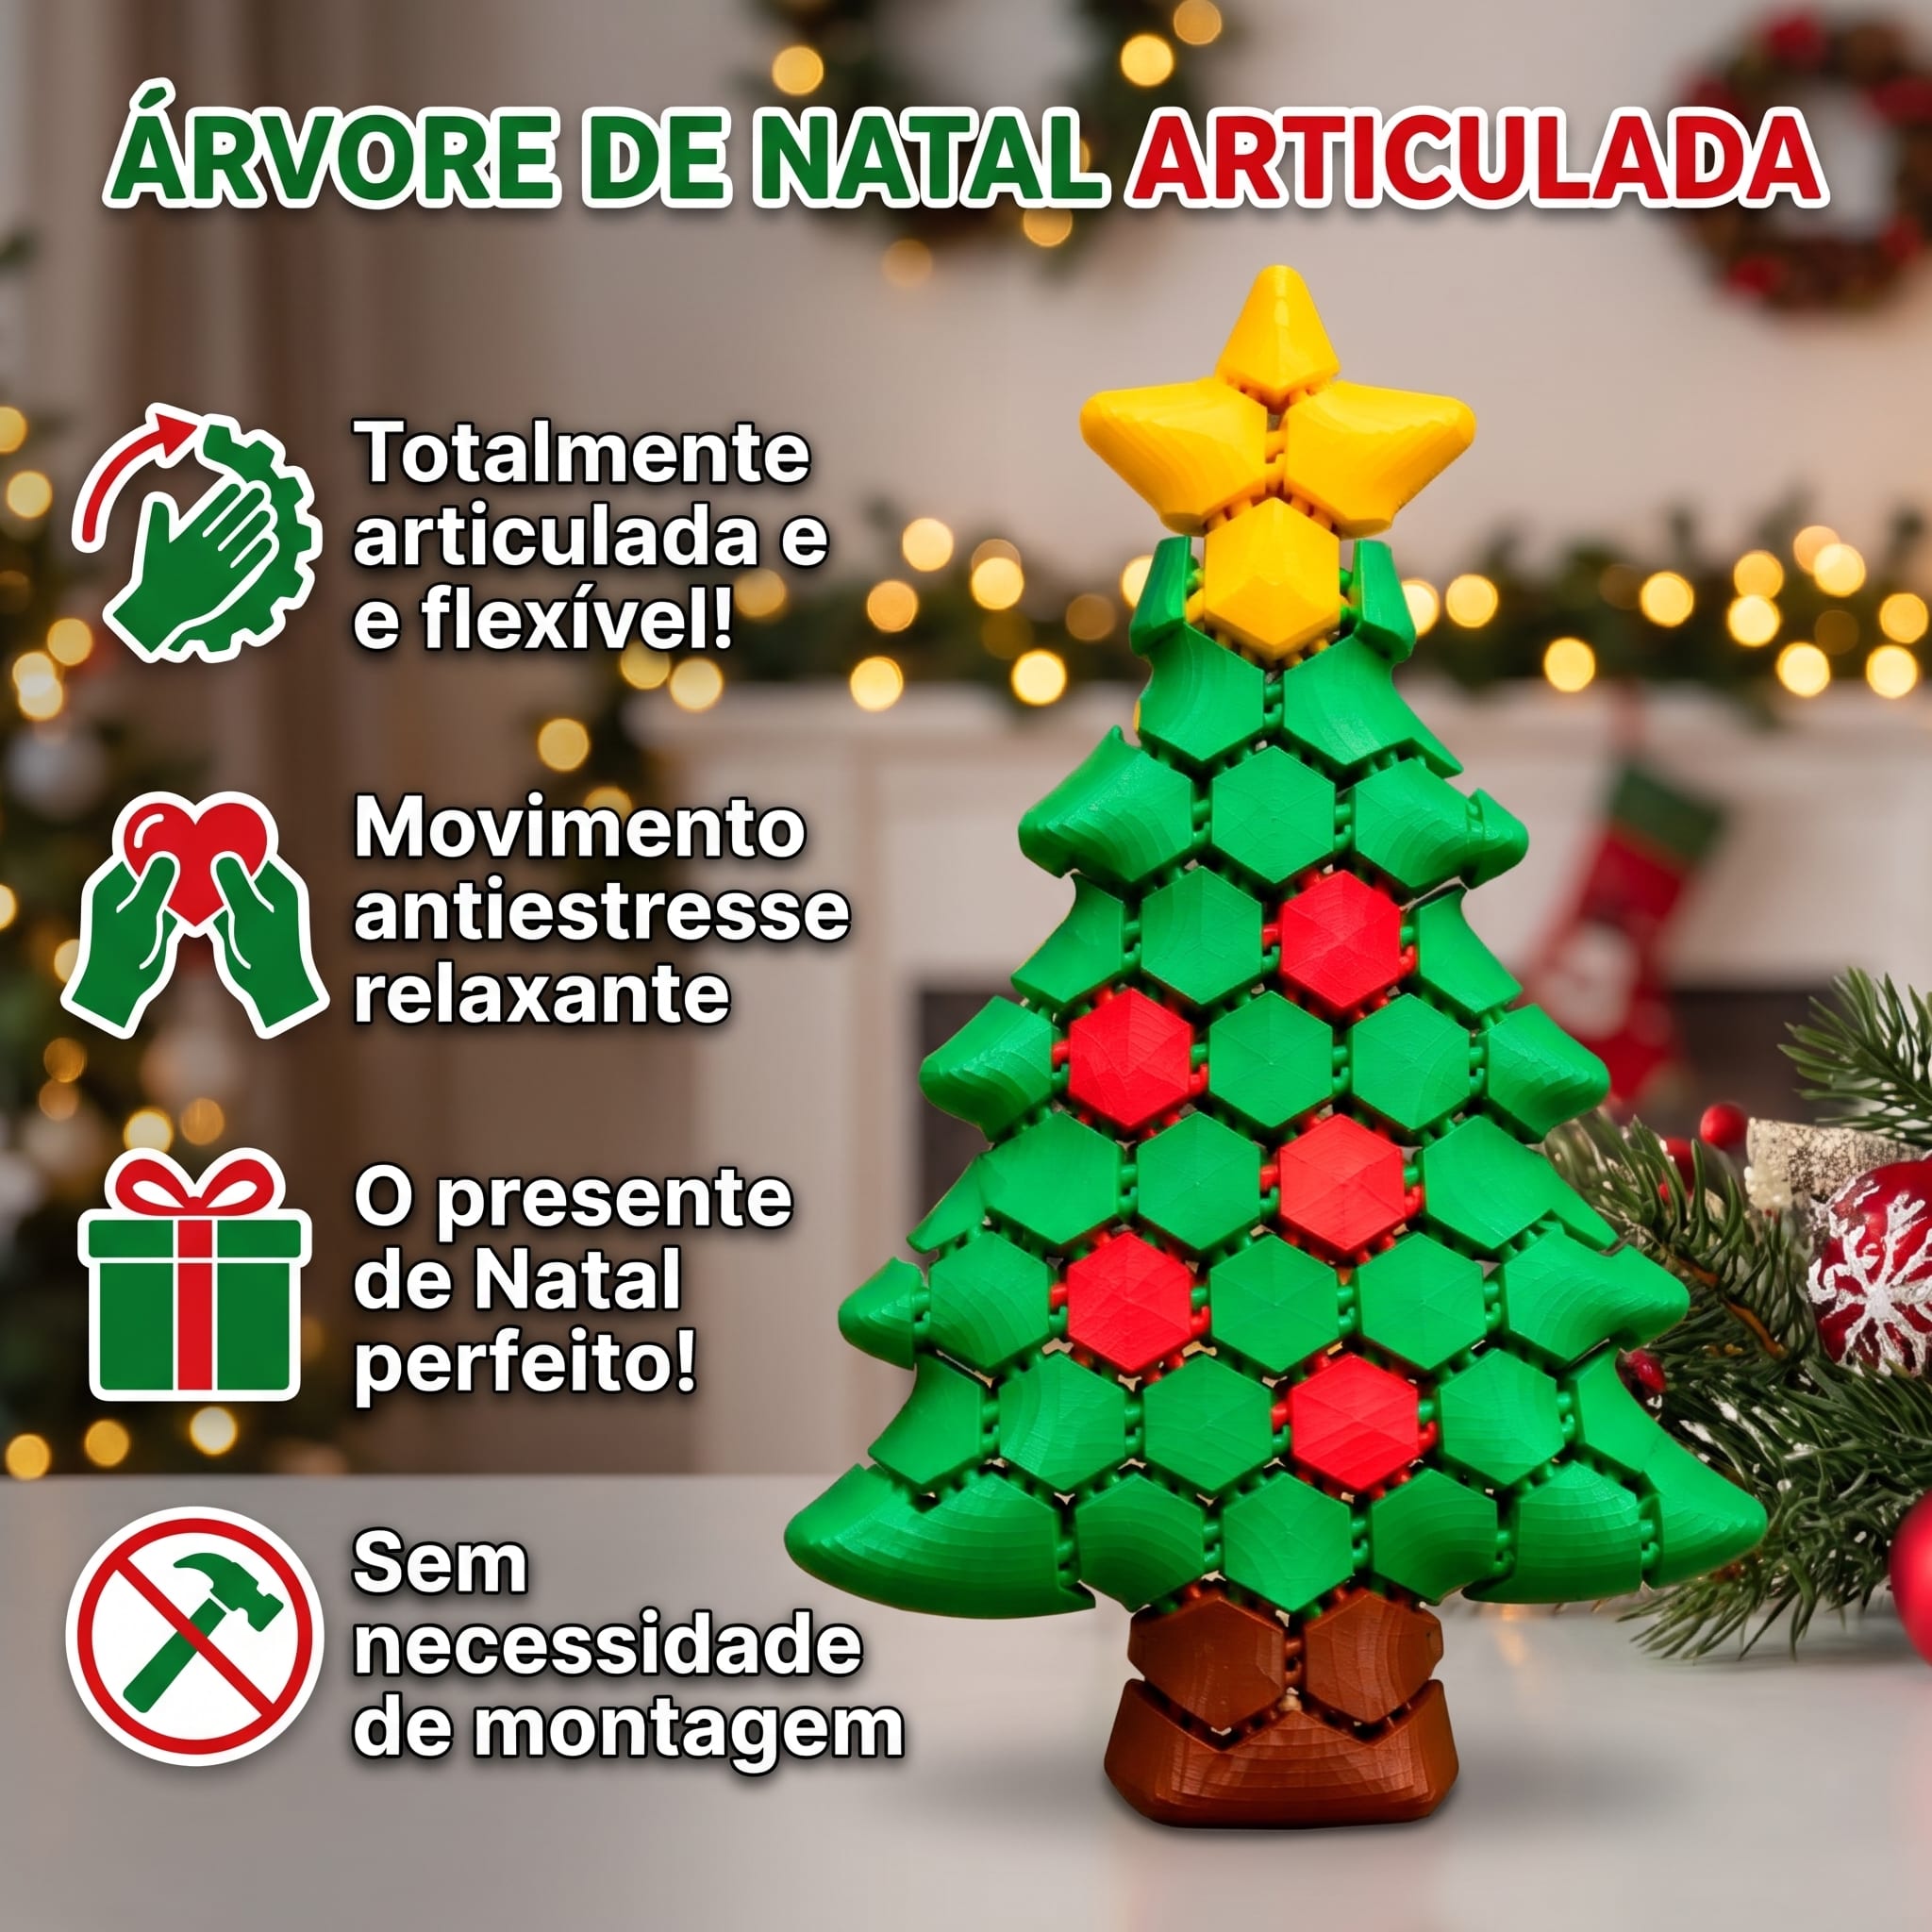 ÁRVORE DE NATAL ARTICULADA
Totalmente
articulada e
e flexível!
Movimento
antiestresse
relaxante
O presente
de Natal
perfeito!
Sem
necessidade
de montagem